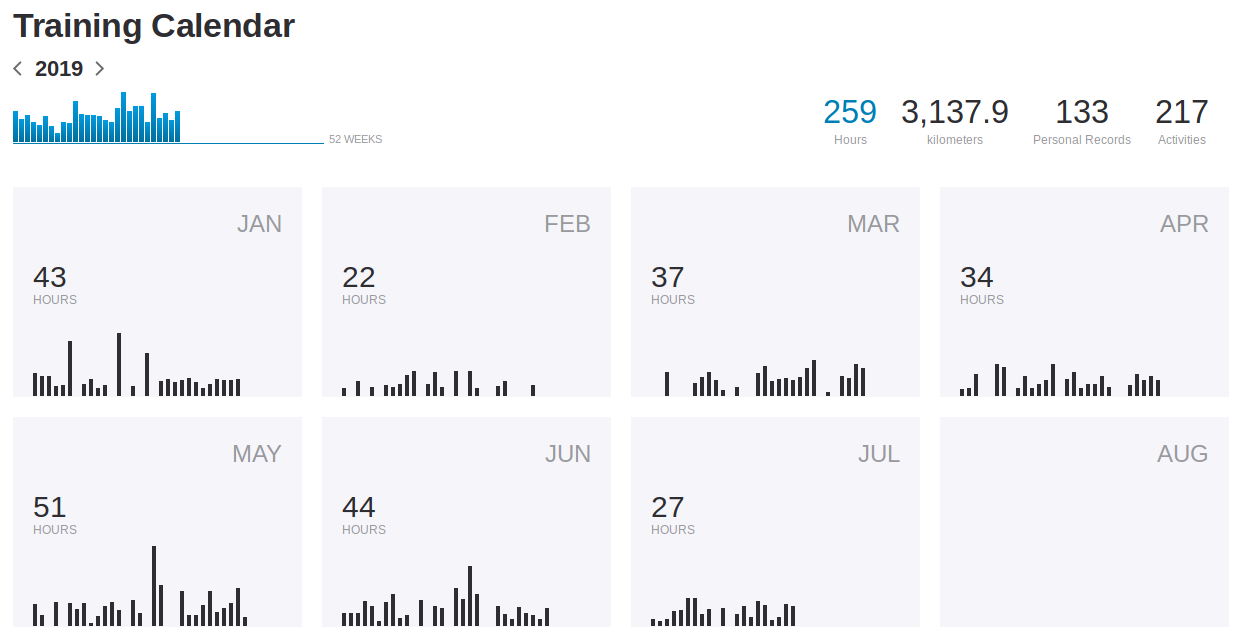 Training Calendar
2019
52 WEEKS
259 3,137.9 133 217
Hours kilometers Personal Records Activities
JAN FEB MAR APR
43 22 37 34
HOURS HOURS HOURS HOURS
MAY JUN JUL AUG
51 44 27
HOURS HOURS HOURS